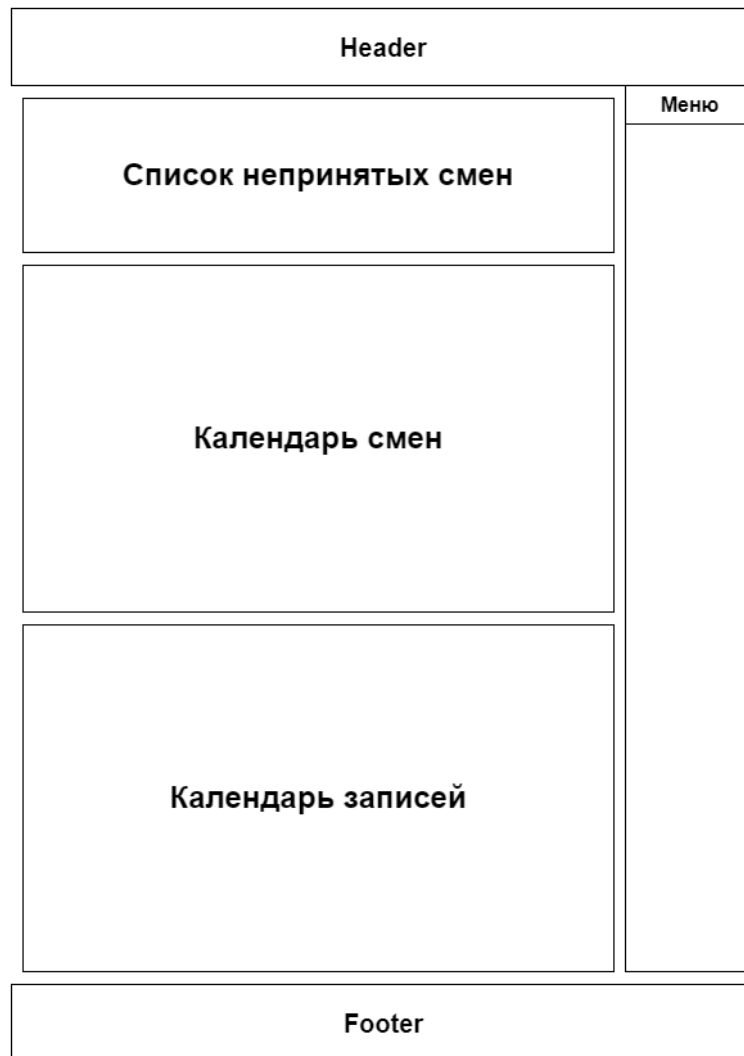 Header
Меню
Список непринятых смен
Календарь смен
Календарь записей
Footer